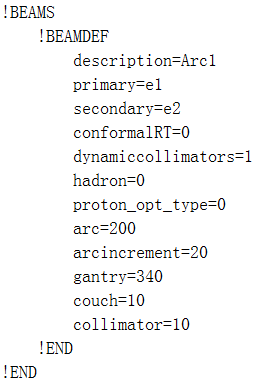 !BEAMS
    !BEAMDEF
        description=Arc1
        primary=e1
        secondary=e2
        conformalRT=0
        dynamiccollimators=1
        hadron=0
        proton_opt_type=0
        arc=200
        arcincrement=20
        gantry=340
        couch=10
        collimator=10
    !END
!END